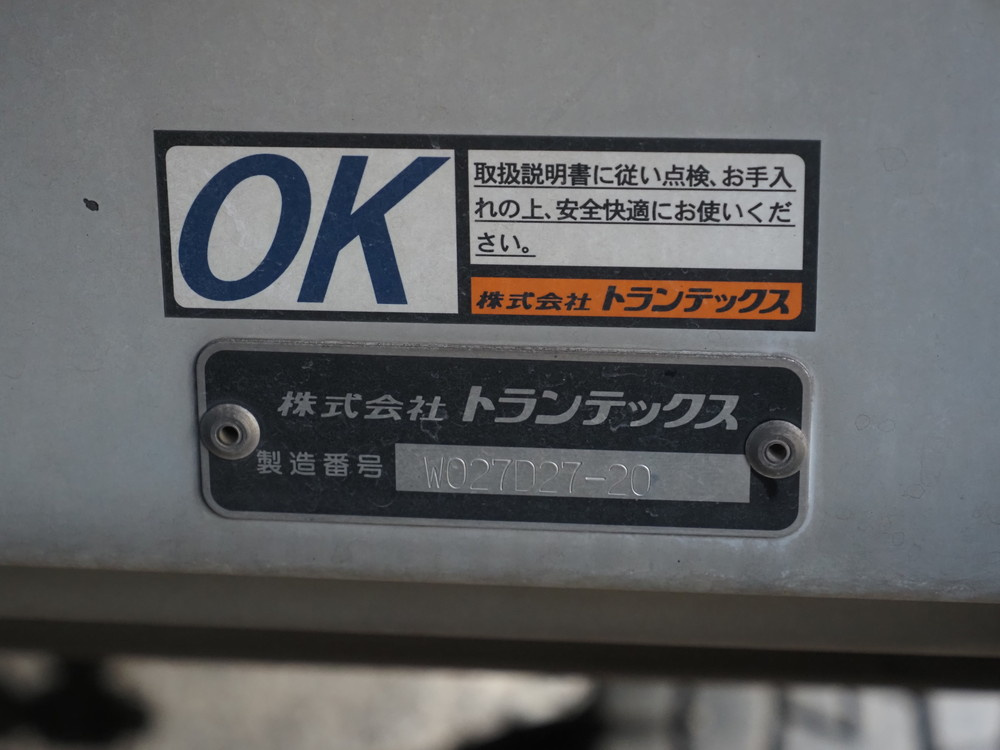 OK
取扱説明書に従い点検、お手入
れの上、安全快適にお使いくだ
さい。
株式会社 トランテックス
株式会社 トランテックス
製造番号 W027D27-20